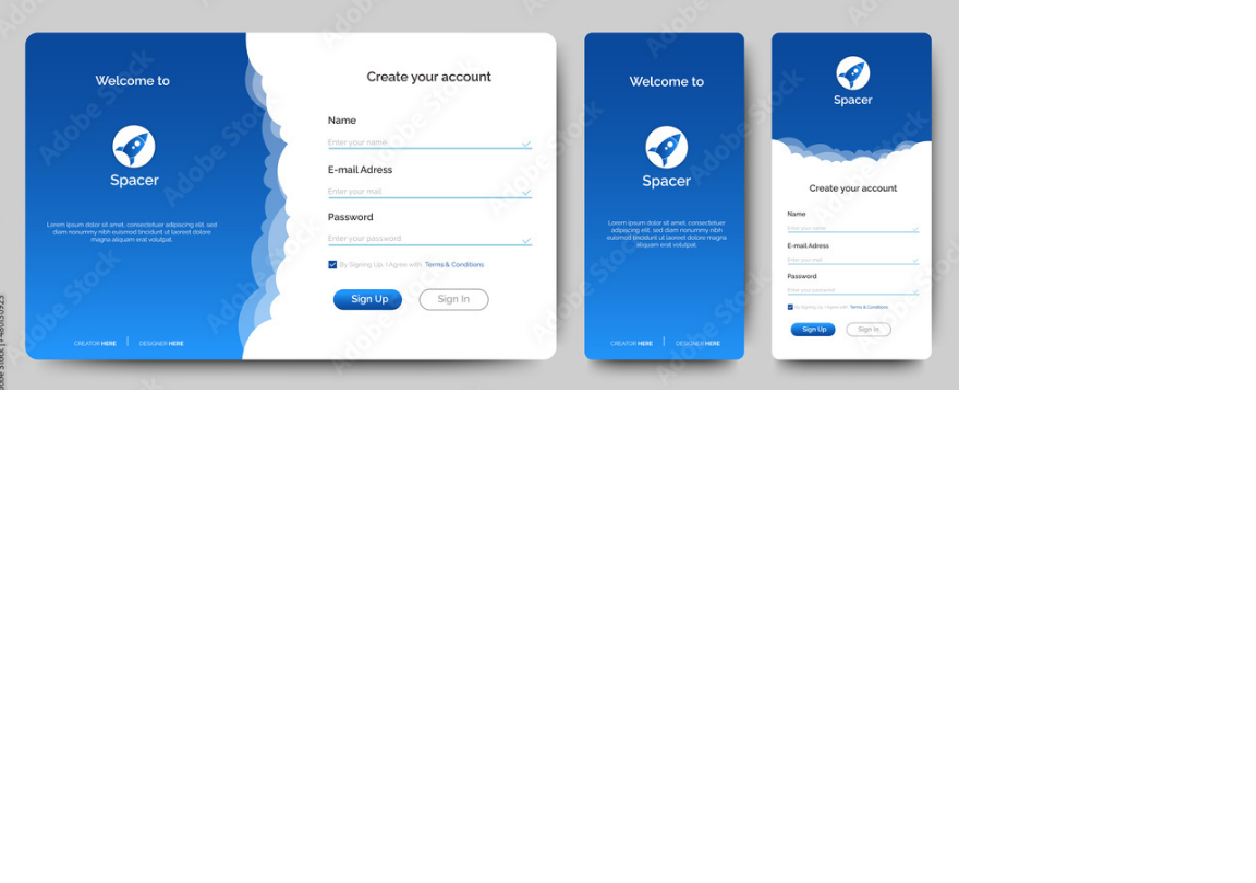 Welcome to
Spacer
Lorem ipsum dolor sit amet, consectetuer adipiscing elit, sed
diam nonummy nibh euismod tincidunt ut laoreet dolore
magna aliquam erat volutpat.
CREATOR HERE | DESIGNER HERE
Create your account
Name
Enter your name
E-mail Adress
Enter your mail
Password
Enter your password
By Signing Up, I Agree with Terms & Conditions
Sign Up Sign In
Welcome to
Spacer
Lorem ipsum dolor sit amet, consectetuer
adipiscing elit, sed diam nonummy nibh
euismod tincidunt ut laoreet dolore magna
aliquam erat volutpat.
CREATOR HERE | DESIGNER HERE
Spacer
Create your account
Name
Enter your name
E-mail Adress
Enter your mail
Password
Enter your password
By Signing Up, I Agree with Terms & Conditions
Sign Up Sign In
Adobe Stock